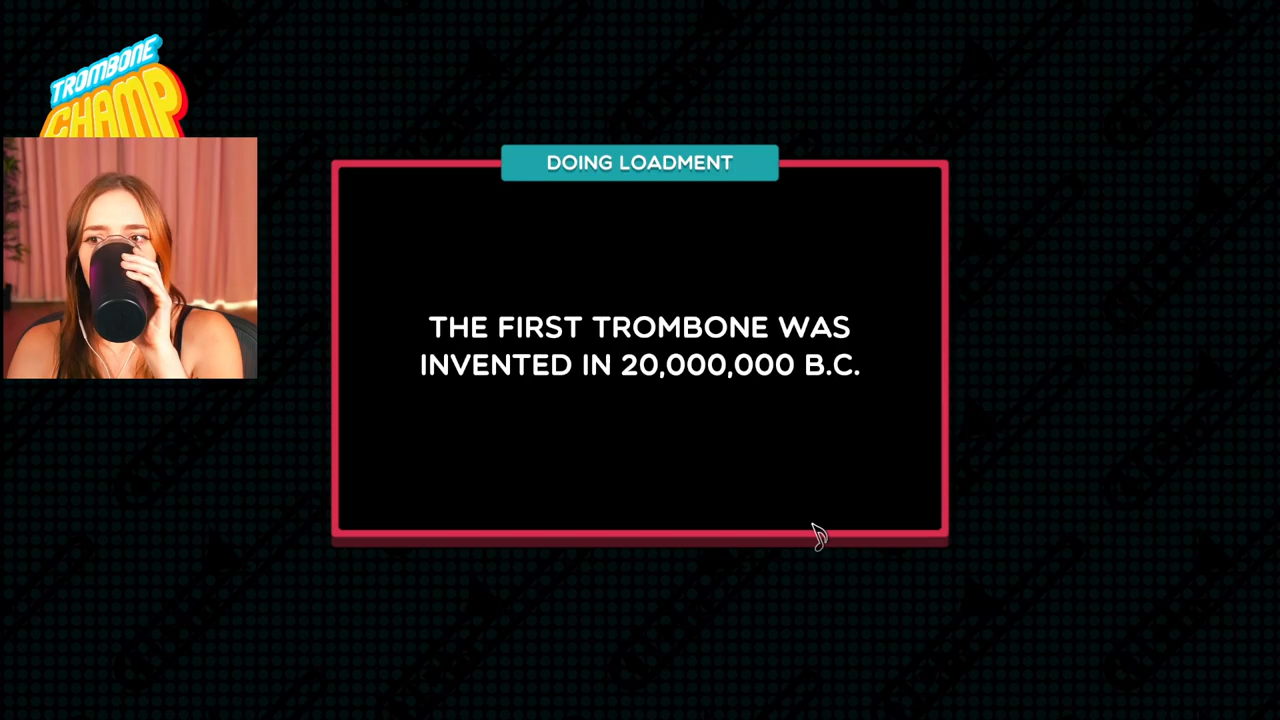 TROMBONE
CHAMP
DOING LOADMENT
THE FIRST TROMBONE WAS
INVENTED IN 20,000,000 B.C.